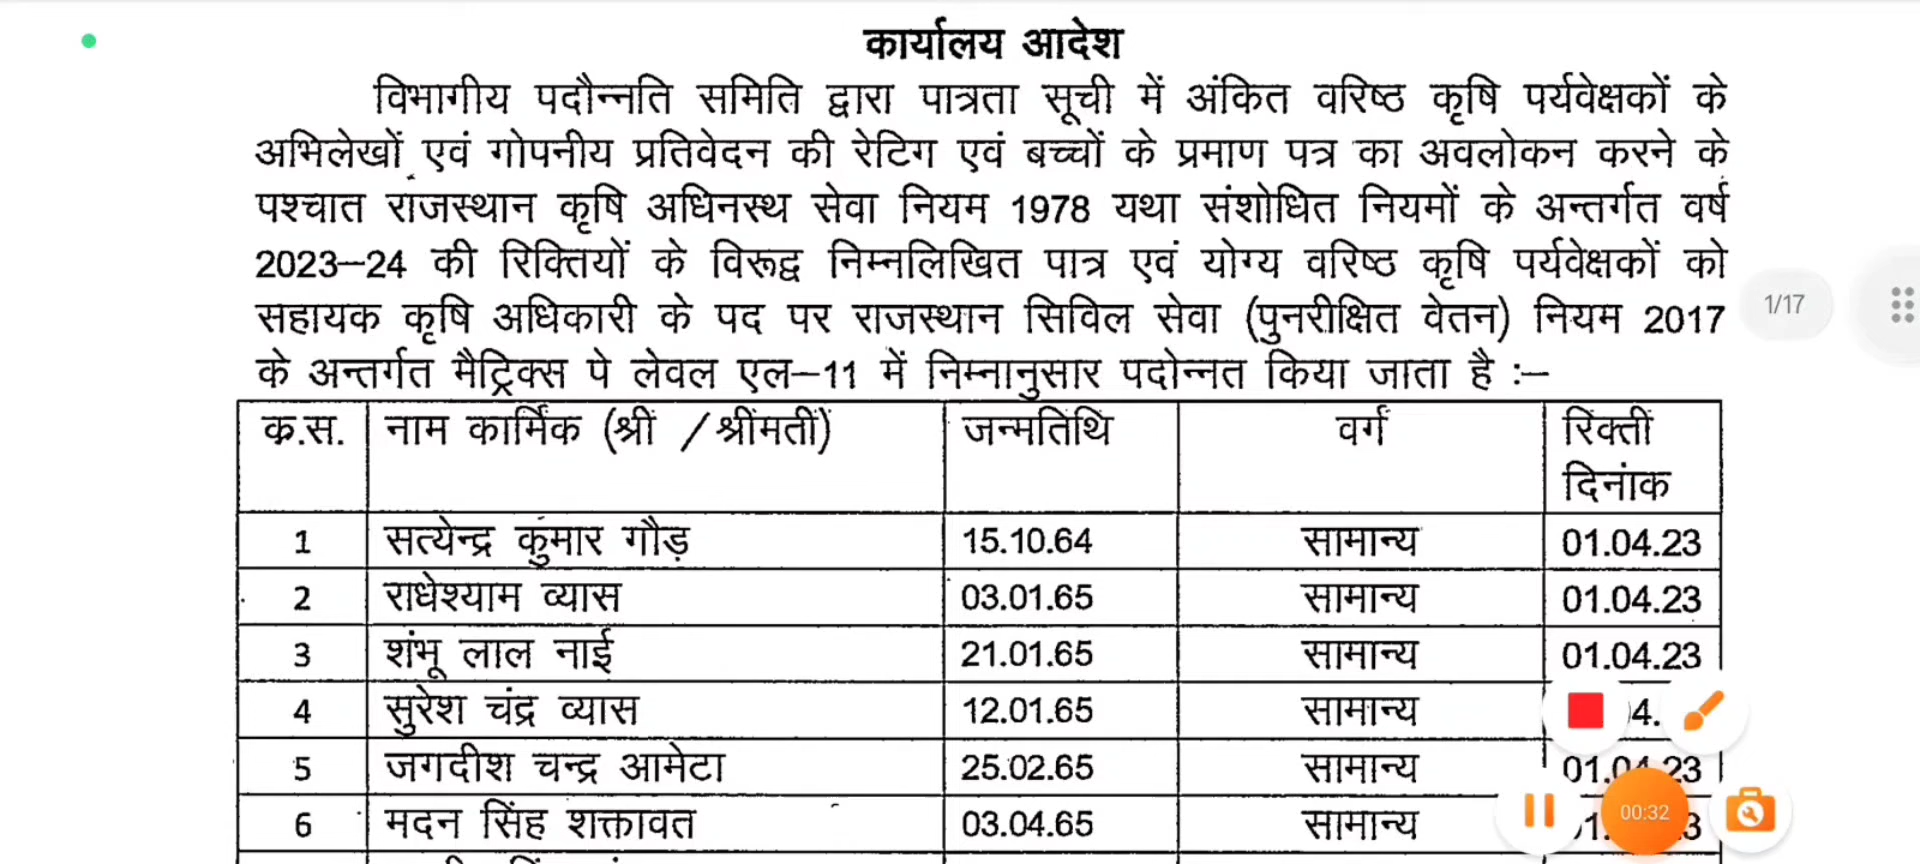 कार्यालय आदेश
विभागीय पदौन्नति समिति द्वारा पात्रता सूची में अंकित वरिष्ठ कृषि पर्यवेक्षकों के
अभिलेखों एवं गोपनीय प्रतिवेदन की रेटिग एवं बच्चों के प्रमाण पत्र का अवलोकन करने के
पश्चात राजस्थान कृषि अधिनस्थ सेवा नियम 1978 यथा संशोधित नियमों के अन्तर्गत वर्ष
2023–24 की रिक्तियों के विरूद्व निम्नलिखित पात्र एवं योग्य वरिष्ठ कृषि पर्यवेक्षकों को
सहायक कृषि अधिकारी के पद पर राजस्थान सिविल सेवा (पुनरीक्षित वेतन) नियम 2017
के अन्तर्गत मैट्रिक्स पे लेवल एल–11 में निम्नानुसार पदोन्नत किया जाता है :–
क.स. नाम कार्मिक (श्री / श्रीमती) जन्मतिथि वर्ग रिक्ती
दिनांक
1 सत्येन्द्र कुमार गौड़ 15.10.64 सामान्य 01.04.23
2 राधेश्याम व्यास 03.01.65 सामान्य 01.04.23
3 शंभू लाल नाई 21.01.65 सामान्य 01.04.23
4 सुरेश चंद्र व्यास 12.01.65 सामान्य
5 जगदीश चन्द्र आमेटा 25.02.65 सामान्य 01.04.23
6 मदन सिंह शक्तावत 03.04.65 सामान्य
1/17
00:32